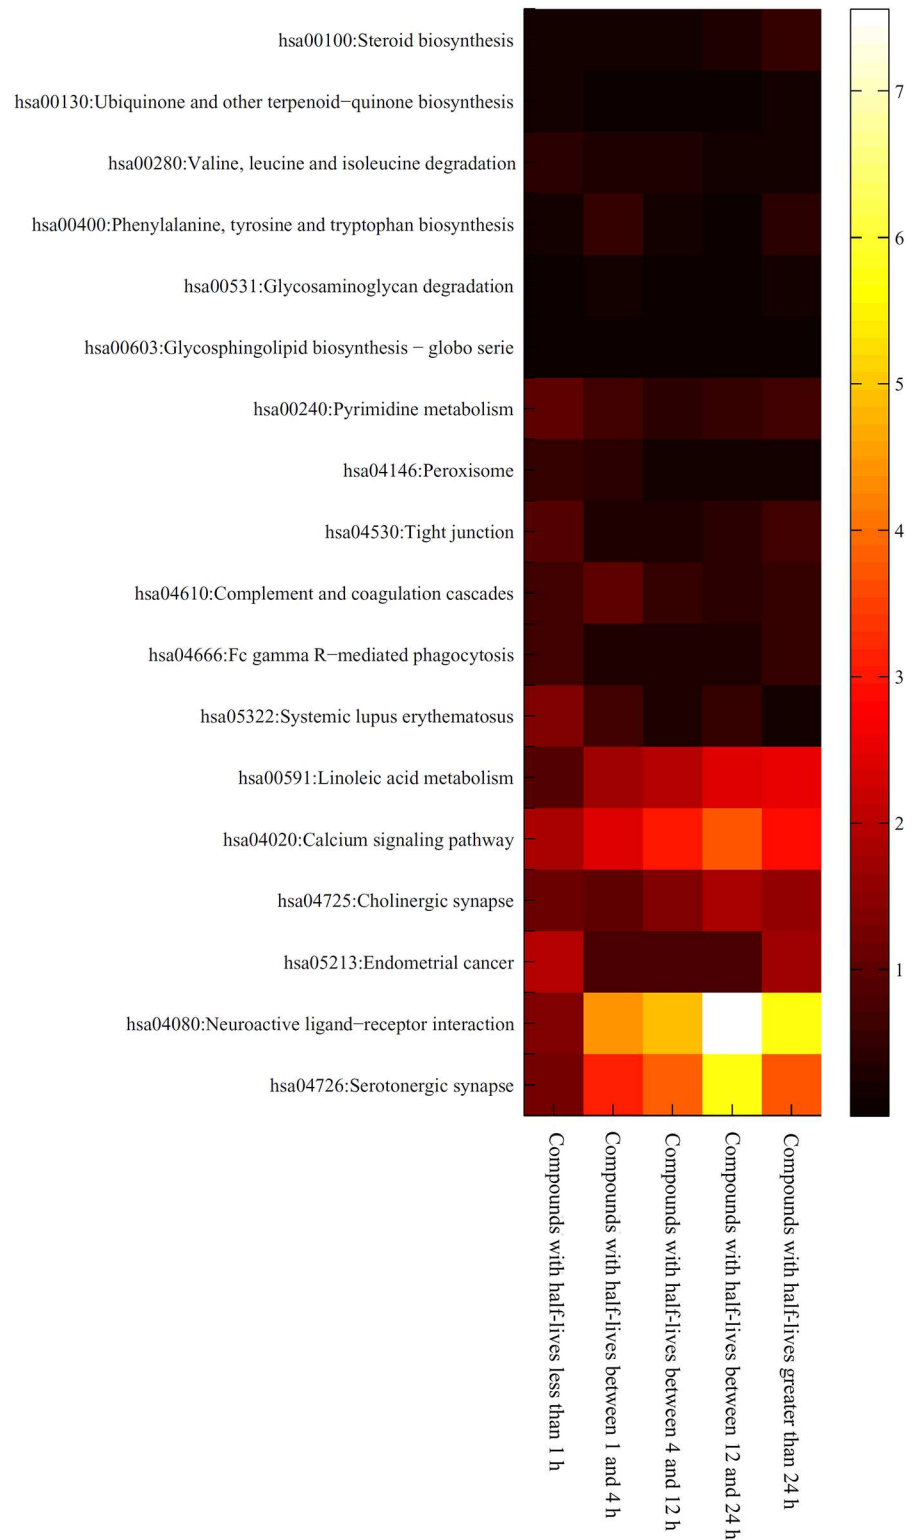 hsa00100:Steroid biosynthesis
hsa00130:Ubiquinone and other terpenoid−quinone biosynthesis
hsa00280:Valine, leucine and isoleucine degradation
hsa00400:Phenylalanine, tyrosine and tryptophan biosynthesis
hsa00531:Glycosaminoglycan degradation
hsa00603:Glycosphingolipid biosynthesis − globo serie
hsa00240:Pyrimidine metabolism
hsa04146:Peroxisome
hsa04530:Tight junction
hsa04610:Complement and coagulation cascades
hsa04666:Fc gamma R−mediated phagocytosis
hsa05322:Systemic lupus erythematosus
hsa00591:Linoleic acid metabolism
hsa04020:Calcium signaling pathway
hsa04725:Cholinergic synapse
hsa05213:Endometrial cancer
hsa04080:Neuroactive ligand−receptor interaction
hsa04726:Serotonergic synapse
Compounds with half-lives less than 1 h
Compounds with half-lives between 1 and 4 h
Compounds with half-lives between 4 and 12 h
Compounds with half-lives between 12 and 24 h
Compounds with half-lives greater than 24 h
7
6
5
4
3
2
1